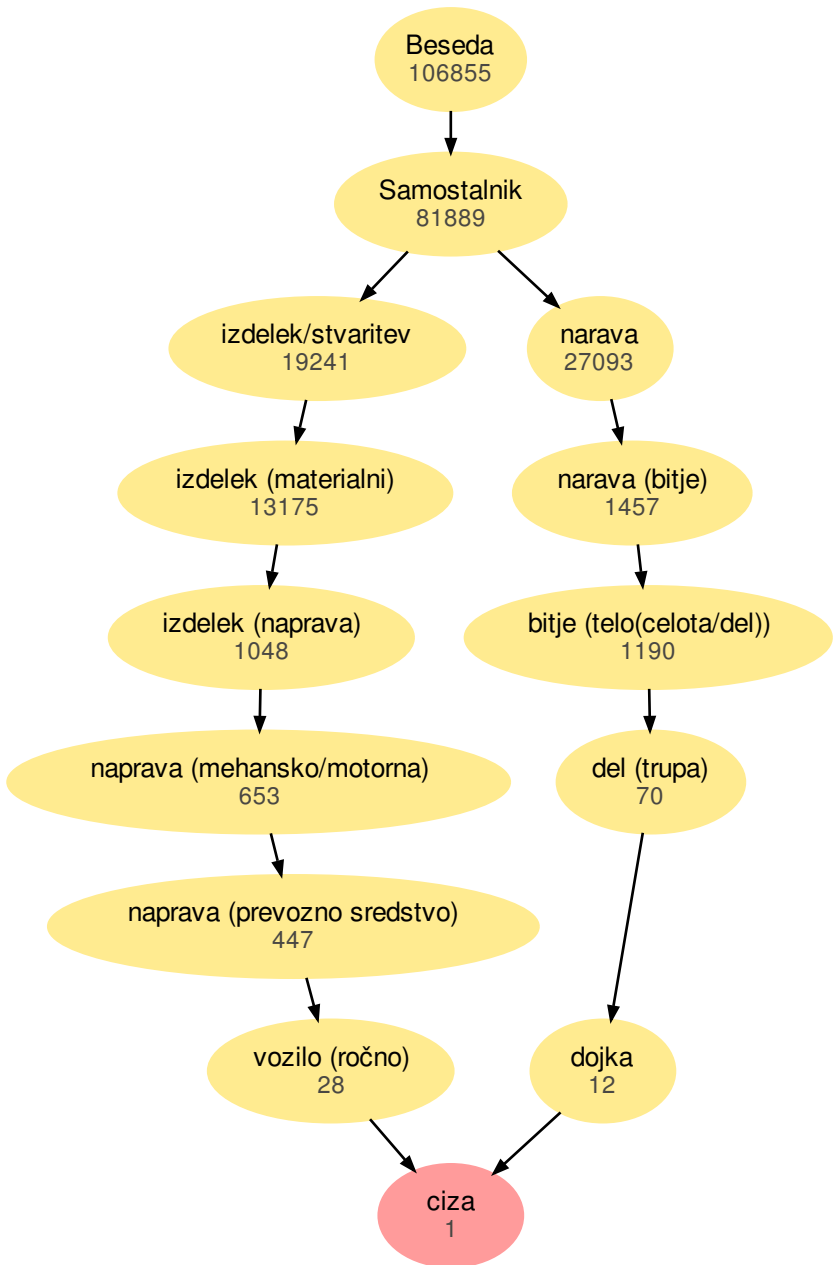 Beseda
106855
Samostalnik
81889
izdelek/stvaritev
19241
narava
27093
izdelek (materialni)
13175
narava (bitje)
1457
izdelek (naprava)
1048
bitje (telo(celota/del))
1190
naprava (mehansko/motorna)
653
del (trupa)
70
naprava (prevozno sredstvo)
447
vozilo (ročno)
28
dojka
12
ciza
1